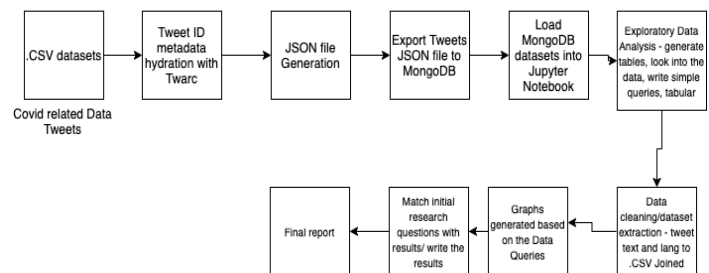 .CSV datasets
Covid related Data
Tweets
Tweet ID
metadata
hydration with
Twarc
JSON file
Generation
Export Tweets
JSON file to
MongoDB
Load
MongoDB
datasets into
Jupyter
Notebook
Exploratory Data
Analysis - generate
tables, look into the
data, write simple
queries, tabular
Data
cleaning/dataset
extraction - tweet
text and lang to
.CSV Joined
Graphs
generated based
on the Data
Queries
Match initial
research
questions with
results/ write the
results
Final report